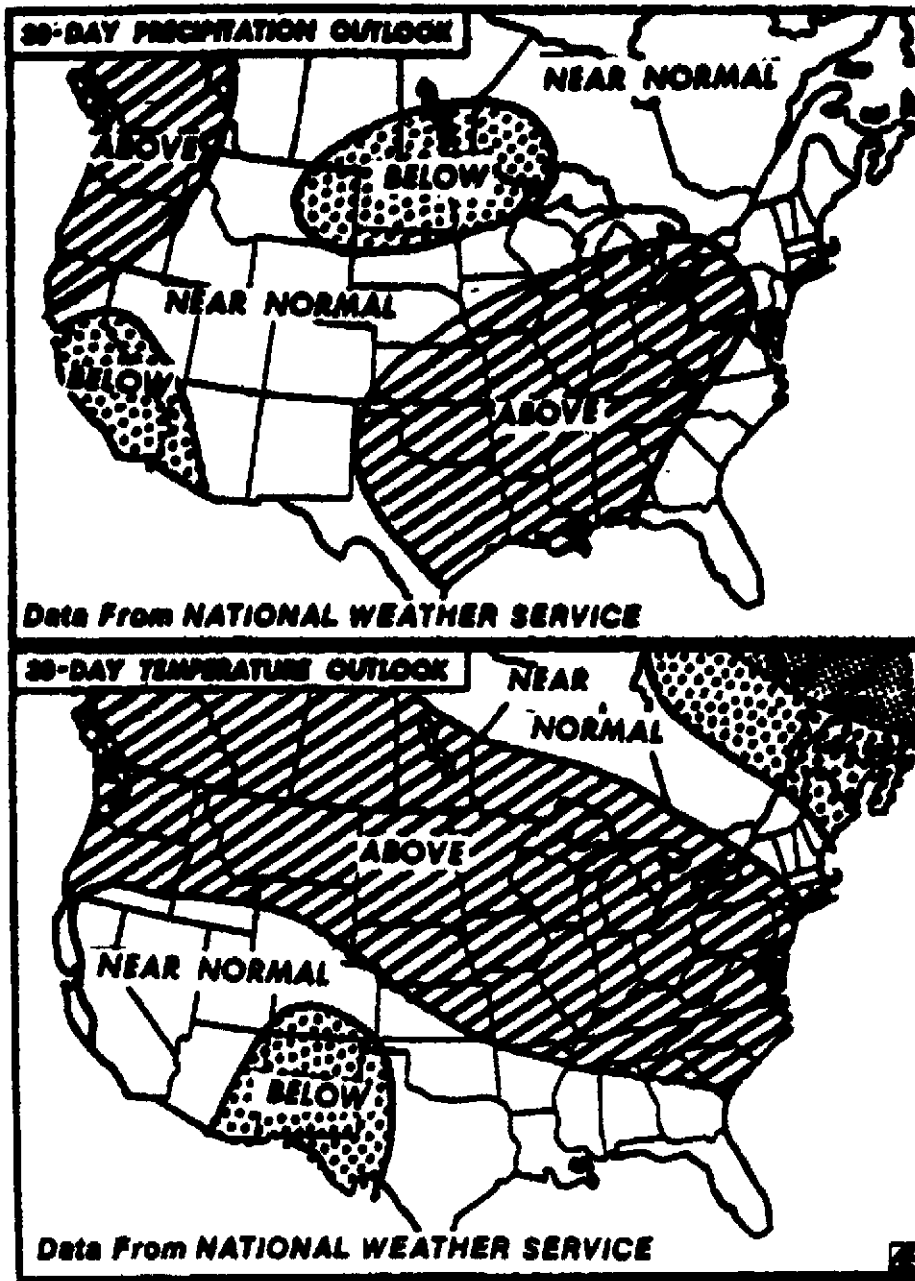 30-DAY PRECIPITATION OUTLOOK
NEAR NORMAL
ABOVE
BELOW
NEAR NORMAL
BELOW
ABOVE
Data From NATIONAL WEATHER SERVICE
30-DAY TEMPERATURE OUTLOOK
NEAR
NORMAL
ABOVE
NEAR NORMAL
BELOW
Data From NATIONAL WEATHER SERVICE